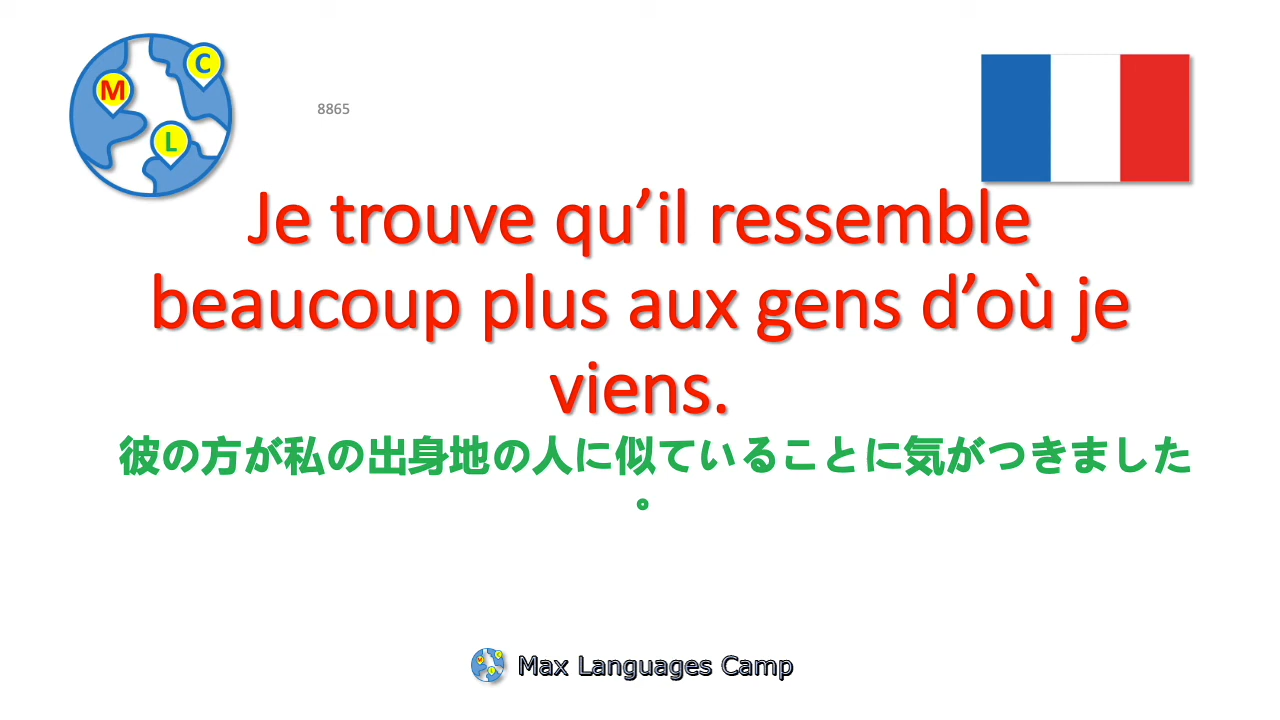 C
M
L
8865
Je trouve qu’il ressemble
beaucoup plus aux gens d’où je
viens.
彼の方が私の出身地の人に似ていることに気がつきました
。
Max Languages Camp